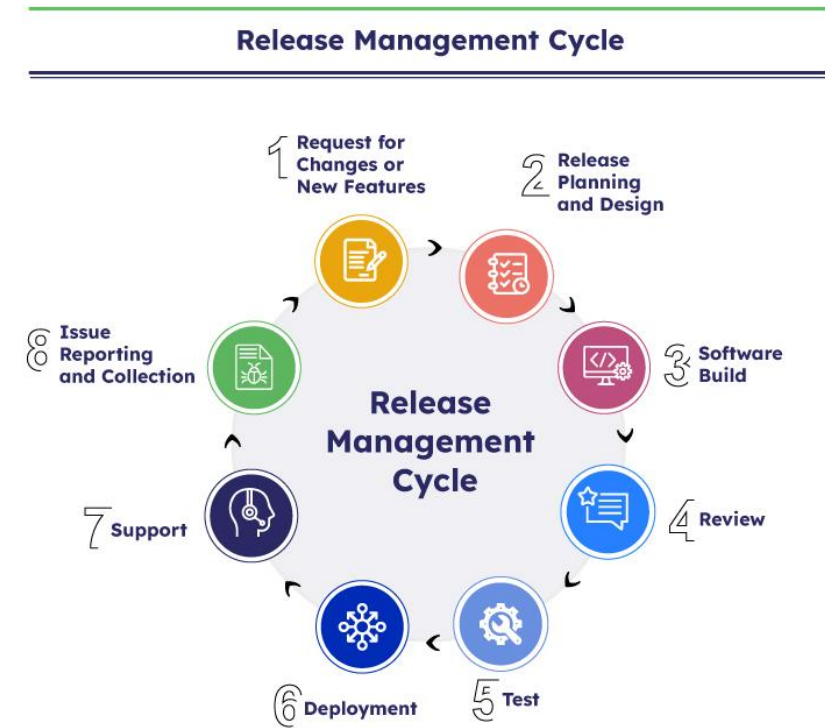 Release Management Cycle
1 Request for
Changes or
New Features
2 Release
Planning
and Design
3 Software
Build
4 Review
5 Test
6 Deployment
7 Support
8 Issue
Reporting
and Collection
Release
Management
Cycle